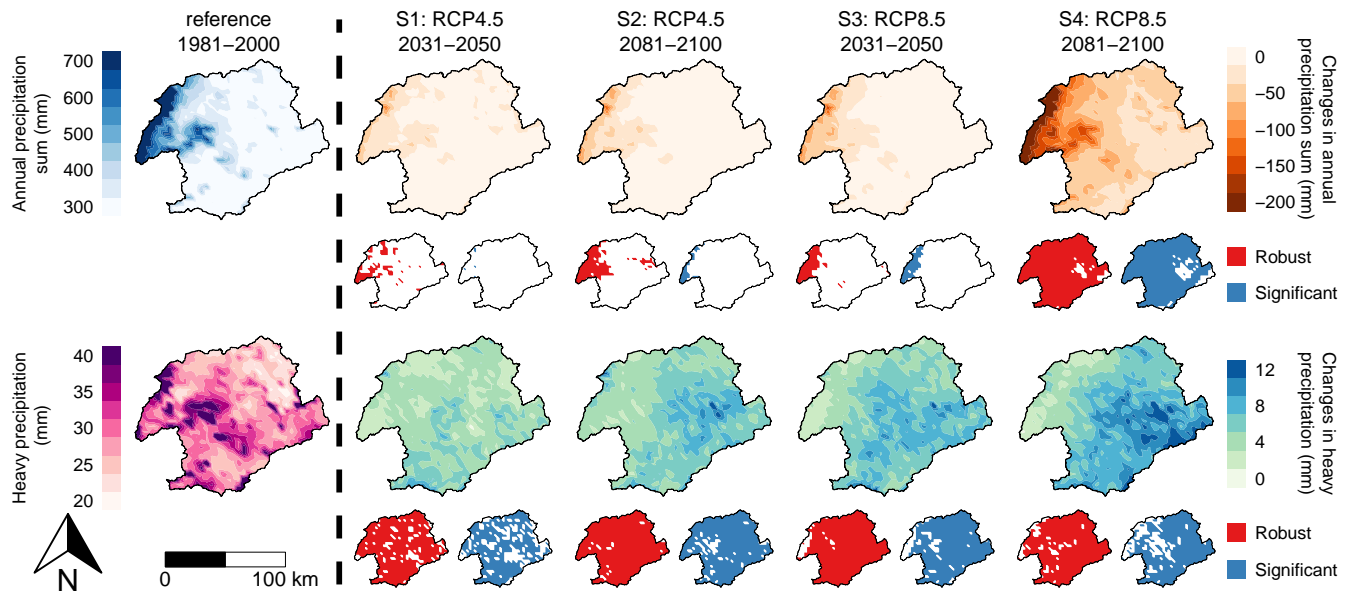 reference
1981–2000
S1: RCP4.5
2031–2050
S2: RCP4.5
2081–2100
S3: RCP8.5
2031–2050
S4: RCP8.5
2081–2100
Annual precipitation
sum (mm)
700
600
500
400
300
0
−50
−100
−150
−200
Changes in annual
precipitation sum (mm)
Robust
Significant
Heavy precipitation
(mm)
40
35
30
25
20
12
8
4
0
Changes in heavy
precipitation (mm)
Robust
Significant
N
0
100 km